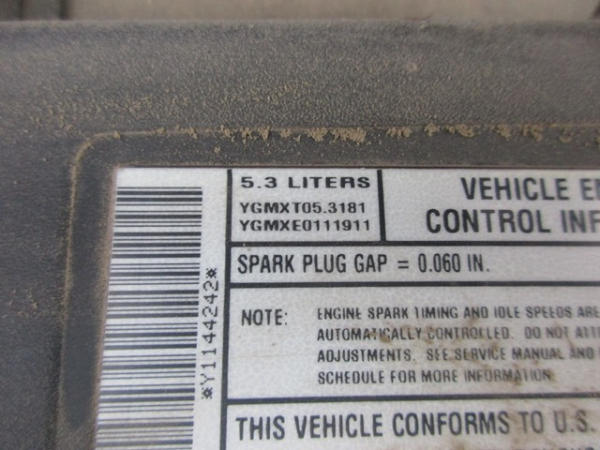 5.3 LITERS
YGMXT05.3181
YGMXE0111911
VEHICLE
CONTROL
SPARK PLUG GAP = 0.060 IN.
NOTE: ENGINE SPARK TIMING AND IDLE SPEEDS ARE
AUTOMATICALLY CONTROLLED. DO NOT
ADJUSTMENTS. SEE SERVICE MANUAL AND
SCHEDULE FOR MORE INFORMATION
THIS VEHICLE CONFORMS TO U.S.
*Y1144242*